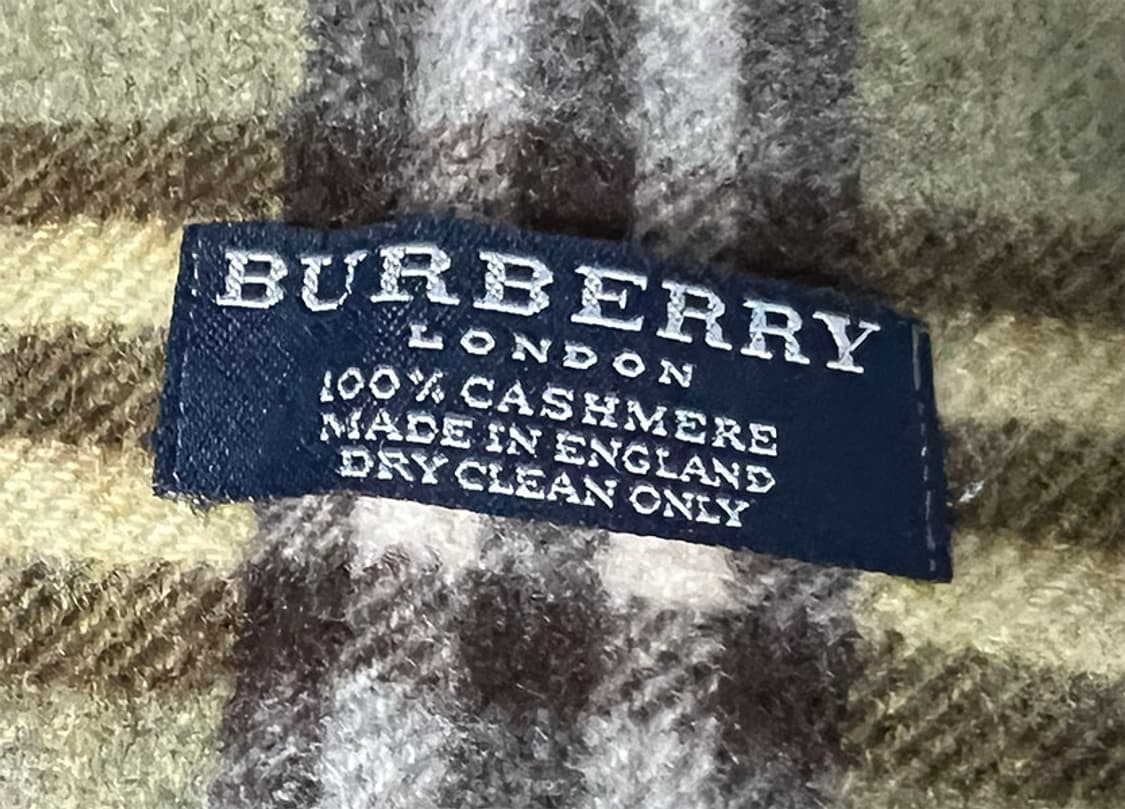 BURBERRY
LONDON
100% CASHMERE
MADE IN ENGLAND
DRY CLEAN ONLY